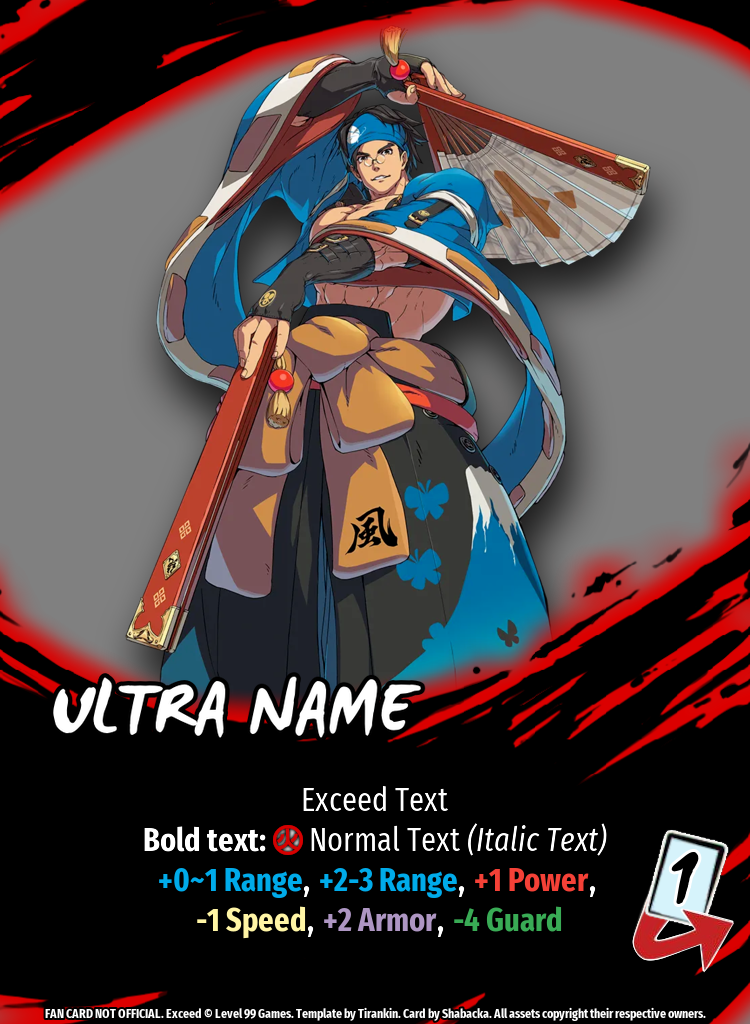 風
ULTRA NAME
Exceed Text
Bold text: Normal Text (Italic Text)
+0~1 Range, +2-3 Range, +1 Power,
-1 Speed, +2 Armor, -4 Guard
1
FAN CARD NOT OFFICIAL. Exceed © Level 99 Games. Template by Tirankin. Card by Shabacka. All assets copyright their respective owners.